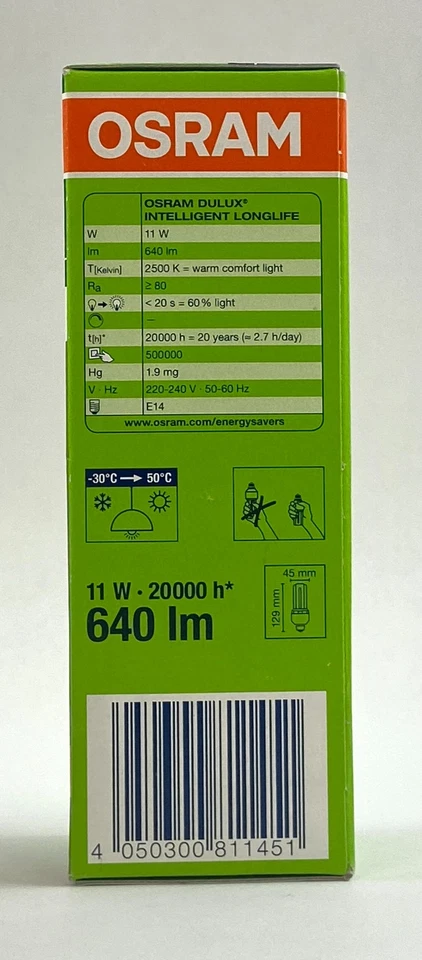 OSRAM
OSRAM DULUX®
INTELLIGENT LONGLIFE
W 11 W
lm 640 lm
T[Kelvin] 2500 K = warm comfort light
Ra ≥ 80
< 20 s = 60% light
—
t[h]* 20000 h = 20 years (≈ 2.7 h/day)
500000
Hg 1.9 mg
V · Hz 220-240 V · 50-60 Hz
E14
www.osram.com/energysavers
-30°C → 50°C
45 mm
129 mm
11 W · 20000 h*
640 lm
4 050300 811451